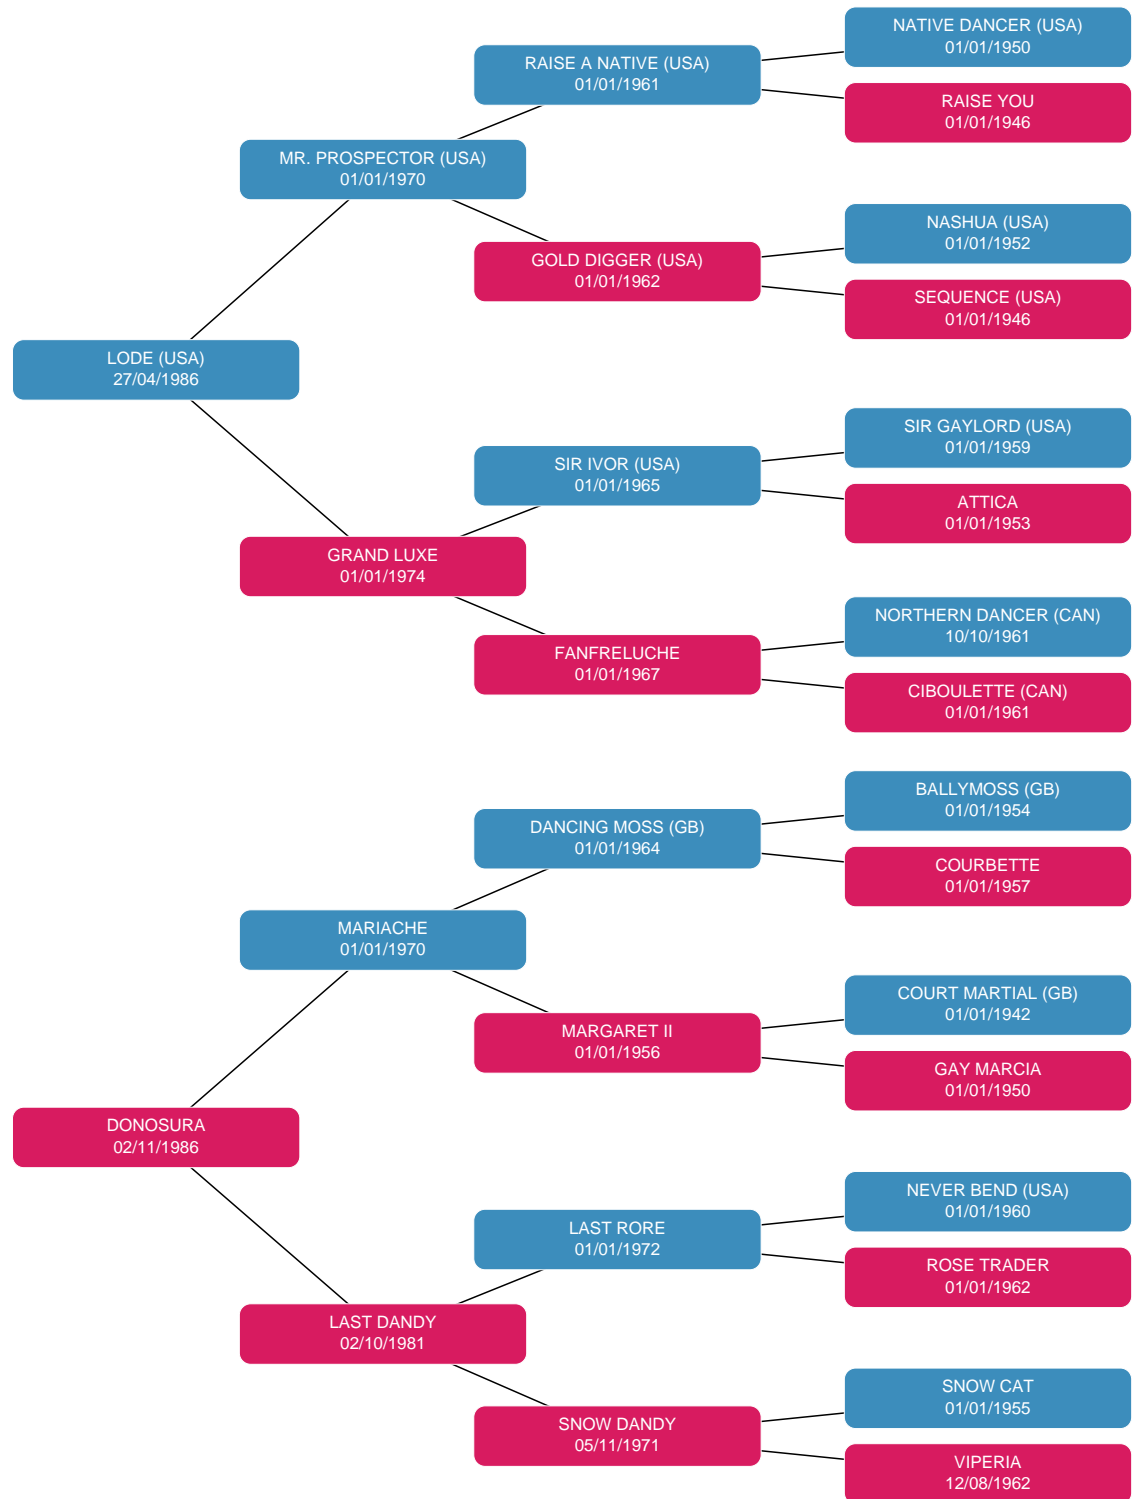 NATIVE DANCER (USA)
01/01/1950
RAISE A NATIVE (USA)
01/01/1961
RAISE YOU
01/01/1946
MR. PROSPECTOR (USA)
01/01/1970
NASHUA (USA)
01/01/1952
GOLD DIGGER (USA)
01/01/1962
SEQUENCE (USA)
01/01/1946
LODE (USA)
27/04/1986
SIR GAYLORD (USA)
01/01/1959
SIR IVOR (USA)
01/01/1965
ATTICA
01/01/1953
GRAND LUXE
01/01/1974
NORTHERN DANCER (CAN)
10/10/1961
FANFRELUCHE
01/01/1967
CIBOULETTE (CAN)
01/01/1961
BALLYMOSS (GB)
01/01/1954
DANCING MOSS (GB)
01/01/1964
COURBETTE
01/01/1957
MARIACHE
01/01/1970
COURT MARTIAL (GB)
01/01/1942
MARGARET II
01/01/1956
GAY MARCIA
01/01/1950
DONOSURA
02/11/1986
NEVER BEND (USA)
01/01/1960
LAST RORE
01/01/1972
ROSE TRADER
01/01/1962
LAST DANDY
02/10/1981
SNOW CAT
01/01/1955
SNOW DANDY
05/11/1971
VIPERIA
12/08/1962